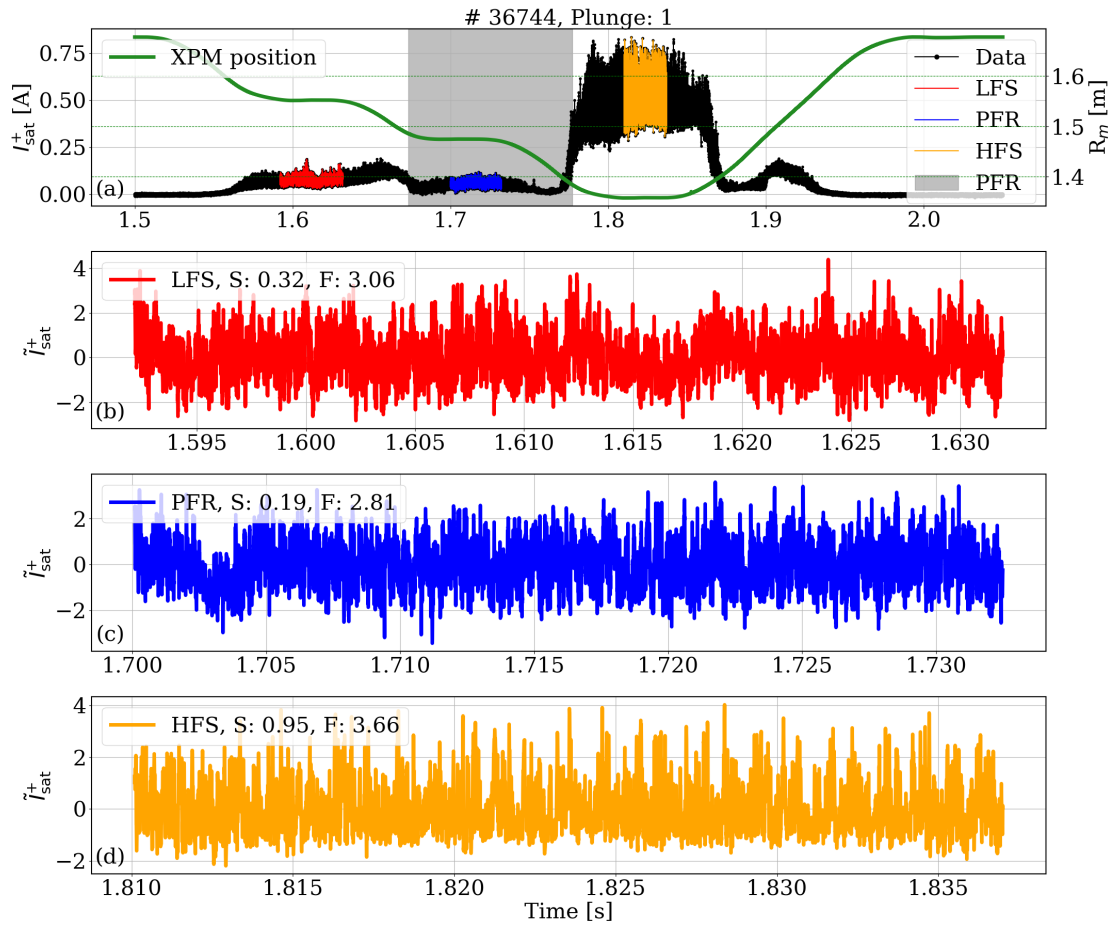 # 36744, Plunge: 1
I⁺sat [A]
0.75
0.50
0.25
0.00
XPM position
Data
LFS
PFR
HFS
PFR
1.6
1.5
1.4
Rm [m]
(a)
1.5 1.6 1.7 1.8 1.9 2.0
Ĩ⁺sat
4
2
0
−2
LFS, S: 0.32, F: 3.06
(b)
1.595 1.600 1.605 1.610 1.615 1.620 1.625 1.630
Ĩ⁺sat
2
0
−2
PFR, S: 0.19, F: 2.81
(c)
1.700 1.705 1.710 1.715 1.720 1.725 1.730
Ĩ⁺sat
4
2
0
−2
HFS, S: 0.95, F: 3.66
(d)
1.810 1.815 1.820 1.825 1.830 1.835
Time [s]